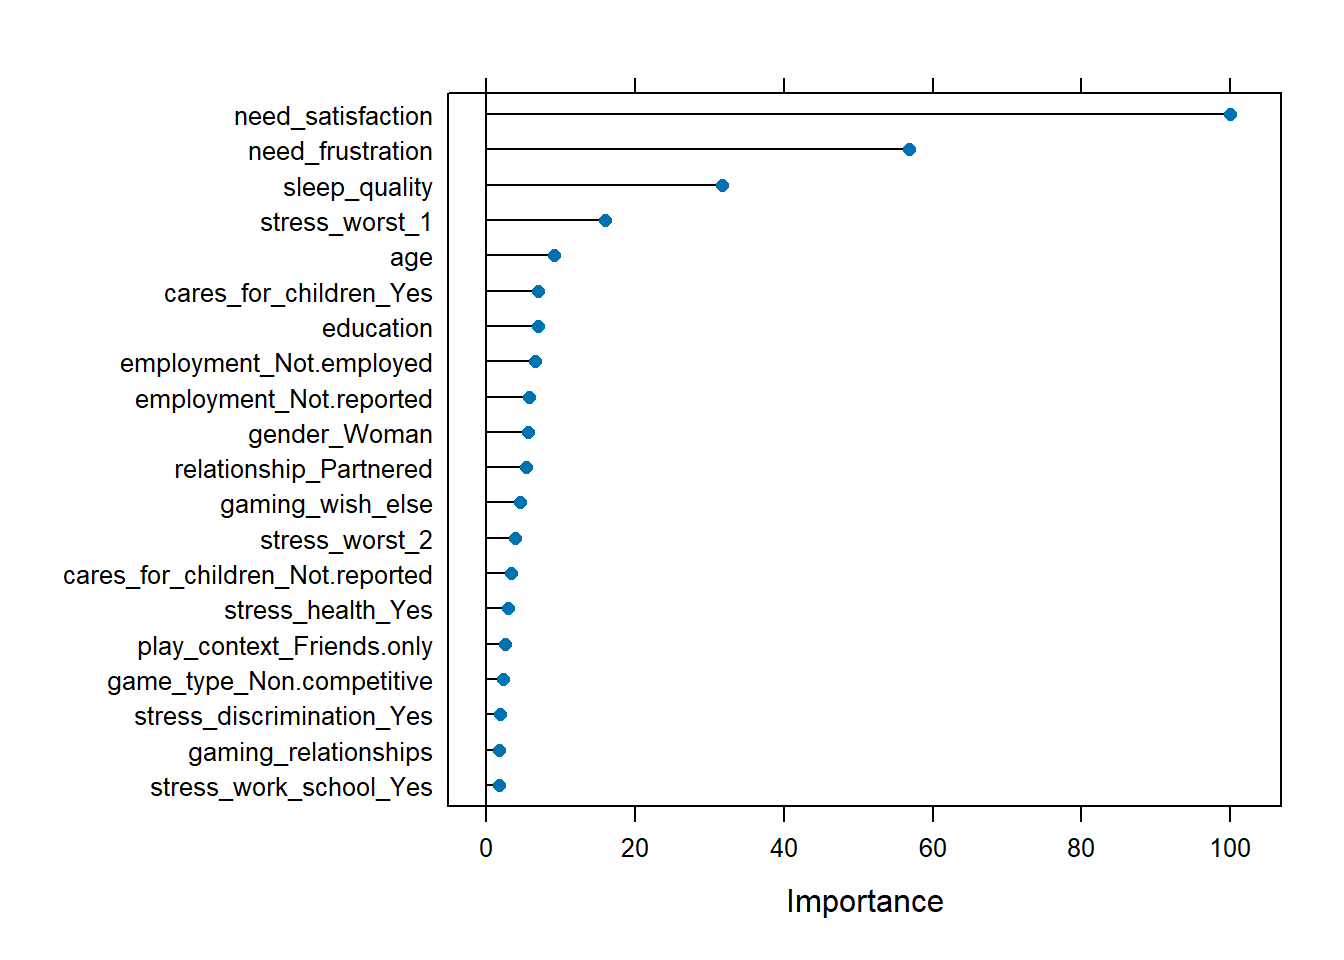 need_satisfaction
need_frustration
sleep_quality
stress_worst_1
age
cares_for_children_Yes
education
employment_Not.employed
employment_Not.reported
gender_Woman
relationship_Partnered
gaming_wish_else
stress_worst_2
cares_for_children_Not.reported
stress_health_Yes
play_context_Friends.only
game_type_Non.competitive
stress_discrimination_Yes
gaming_relationships
stress_work_school_Yes
0 20 40 60 80 100
Importance